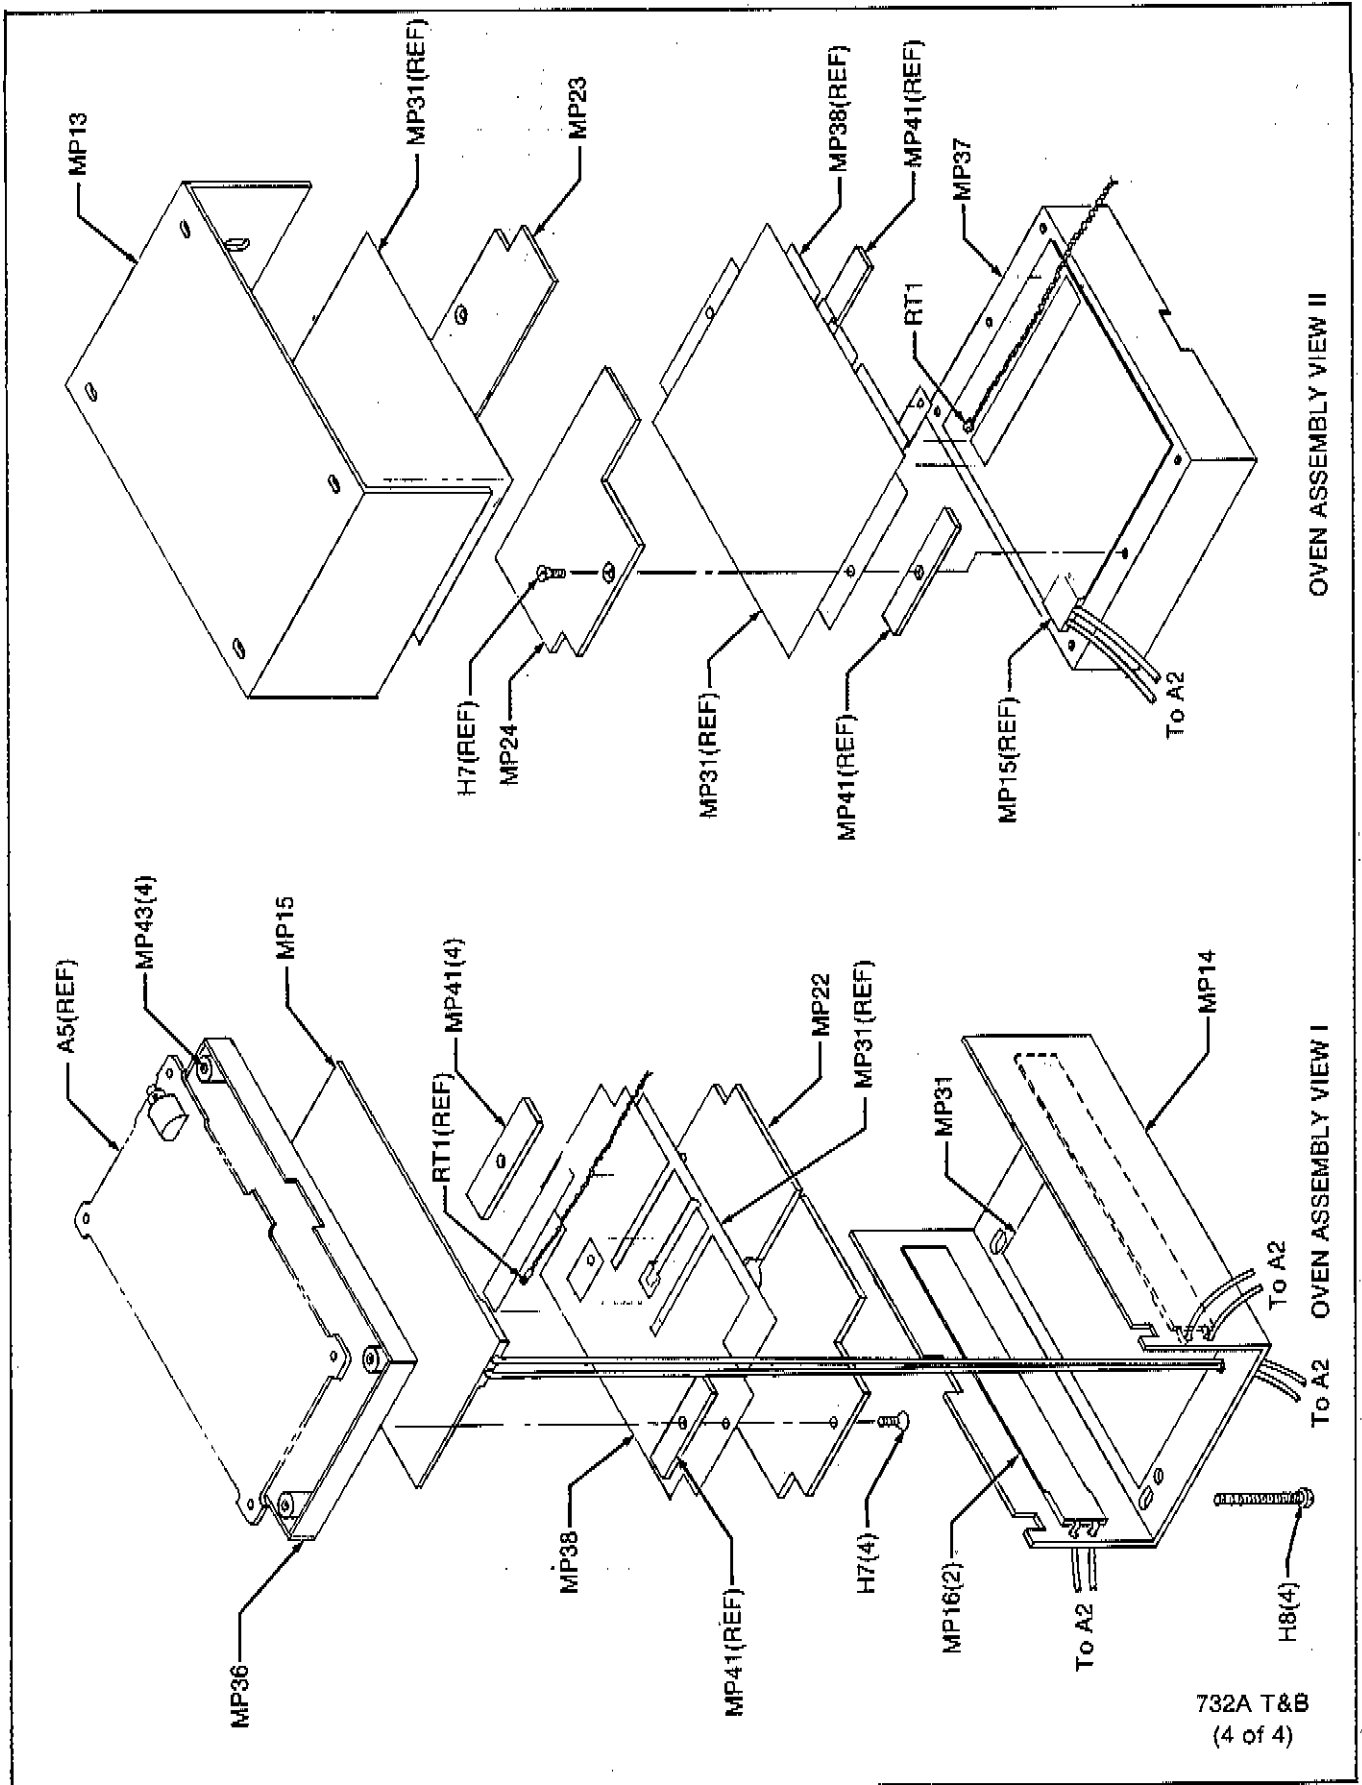 A5(REF)
MP43(4)
MP15
MP36
RT1(REF)
MP41(4)
MP38
MP41(REF)
MP22
MP31(REF)
H7(4)
MP16(2)
MP31
MP14
To A2
To A2
To A2
H8(4)
OVEN ASSEMBLY VIEW I
MP13
MP31(REF)
MP23
H7(REF)
MP24
MP31(REF)
MP38(REF)
MP41(REF)
MP41(REF)
RT1
MP37
MP15(REF)
To A2
OVEN ASSEMBLY VIEW II
732A T&B
(4 of 4)